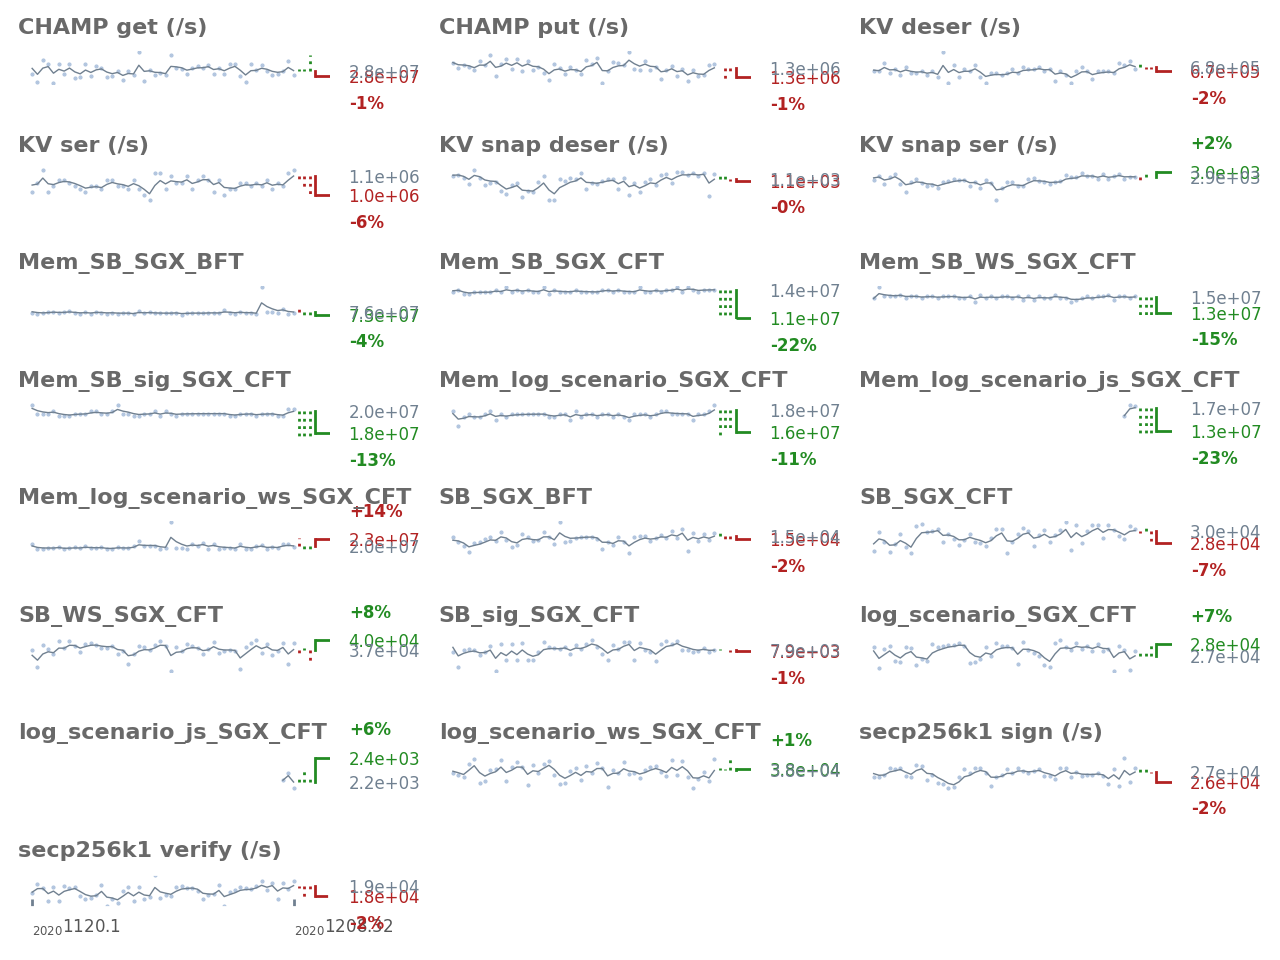 CHAMP get (/s)
2.8e+07
2.8e+07
-1%
CHAMP put (/s)
1.3e+06
1.3e+06
-1%
KV deser (/s)
6.8e+05
6.7e+05
-2%
KV ser (/s)
1.1e+06
1.0e+06
-6%
KV snap deser (/s)
1.1e+03
1.1e+03
-0%
KV snap ser (/s)
+2%
3.0e+03
2.9e+03
Mem_SB_SGX_BFT
7.6e+07
7.3e+07
-4%
Mem_SB_SGX_CFT
1.4e+07
1.1e+07
-22%
Mem_SB_WS_SGX_CFT
1.5e+07
1.3e+07
-15%
Mem_SB_sig_SGX_CFT
2.0e+07
1.8e+07
-13%
Mem_log_scenario_SGX_CFT
1.8e+07
1.6e+07
-11%
Mem_log_scenario_js_SGX_CFT
1.7e+07
1.3e+07
-23%
Mem_log_scenario_ws_SGX_CFT
+14%
2.3e+07
2.0e+07
SB_SGX_BFT
1.5e+04
1.5e+04
-2%
SB_SGX_CFT
3.0e+04
2.8e+04
-7%
SB_WS_SGX_CFT
+8%
4.0e+04
3.7e+04
SB_sig_SGX_CFT
7.9e+03
-1%
log_scenario_SGX_CFT
+7%
2.8e+04
2.7e+04
log_scenario_js_SGX_CFT
+6%
2.4e+03
2.2e+03
log_scenario_ws_SGX_CFT
+1%
3.8e+04
secp256k1 sign (/s)
2.7e+04
2.6e+04
-2%
secp256k1 verify (/s)
1.9e+04
1.8e+04
-2%
2020 1120.1
2020 1208.32